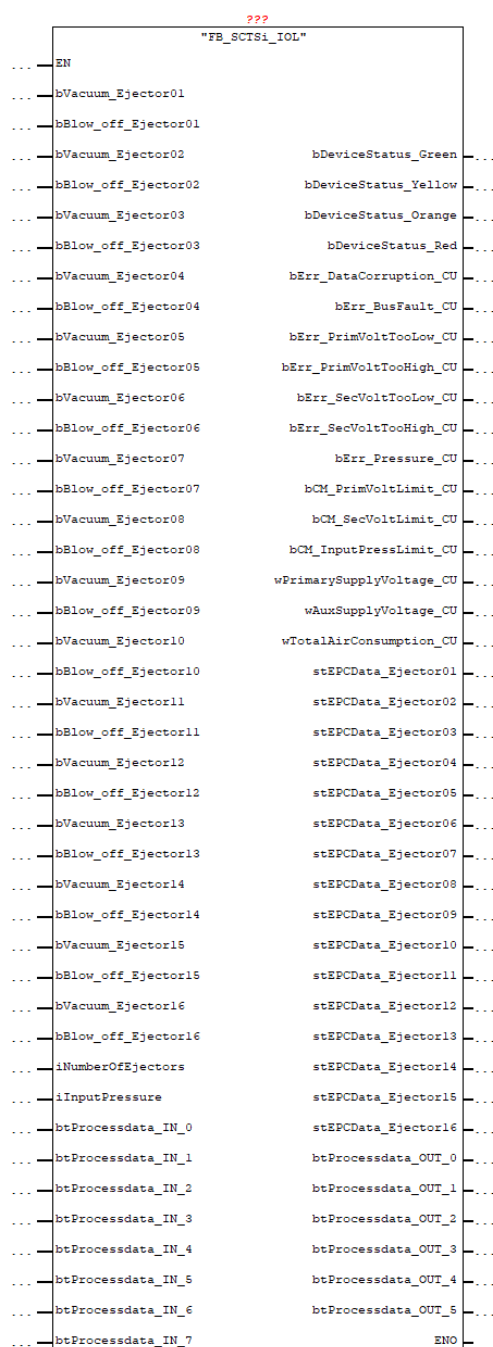 ???
"FB_SCTSi_IOL"
... EN
... bVacuum_Ejector01
... bBlow_off_Ejector01
... bVacuum_Ejector02 bDeviceStatus_Green ...
... bBlow_off_Ejector02 bDeviceStatus_Yellow ...
... bVacuum_Ejector03 bDeviceStatus_Orange ...
... bBlow_off_Ejector03 bDeviceStatus_Red ...
... bVacuum_Ejector04 bErr_DataCorruption_CU ...
... bBlow_off_Ejector04 bErr_BusFault_CU ...
... bVacuum_Ejector05 bErr_PrimVoltTooLow_CU ...
... bBlow_off_Ejector05 bErr_PrimVoltTooHigh_CU ...
... bVacuum_Ejector06 bErr_SecVoltTooLow_CU ...
... bBlow_off_Ejector06 bErr_SecVoltTooHigh_CU ...
... bVacuum_Ejector07 bErr_Pressure_CU ...
... bBlow_off_Ejector07 bCM_PrimVoltLimit_CU ...
... bVacuum_Ejector08 bCM_SecVoltLimit_CU ...
... bBlow_off_Ejector08 bCM_InputPressLimit_CU ...
... bVacuum_Ejector09 wPrimarySupplyVoltage_CU ...
... bBlow_off_Ejector09 wAuxSupplyVoltage_CU ...
... bVacuum_Ejector10 wTotalAirConsumption_CU ...
... bBlow_off_Ejector10 stEPCData_Ejector01 ...
... bVacuum_Ejector11 stEPCData_Ejector02 ...
... bBlow_off_Ejector11 stEPCData_Ejector03 ...
... bVacuum_Ejector12 stEPCData_Ejector04 ...
... bBlow_off_Ejector12 stEPCData_Ejector05 ...
... bVacuum_Ejector13 stEPCData_Ejector06 ...
... bBlow_off_Ejector13 stEPCData_Ejector07 ...
... bVacuum_Ejector14 stEPCData_Ejector08 ...
... bBlow_off_Ejector14 stEPCData_Ejector09 ...
... bVacuum_Ejector15 stEPCData_Ejector10 ...
... bBlow_off_Ejector15 stEPCData_Ejector11 ...
... bVacuum_Ejector16 stEPCData_Ejector12 ...
... bBlow_off_Ejector16 stEPCData_Ejector13 ...
... iNumberOfEjectors stEPCData_Ejector14 ...
... iInputPressure stEPCData_Ejector15 ...
... btProcessdata_IN_0 stEPCData_Ejector16 ...
... btProcessdata_IN_1 btProcessdata_OUT_0 ...
... btProcessdata_IN_2 btProcessdata_OUT_1 ...
... btProcessdata_IN_3 btProcessdata_OUT_2 ...
... btProcessdata_IN_4 btProcessdata_OUT_3 ...
... btProcessdata_IN_5 btProcessdata_OUT_4 ...
... btProcessdata_IN_6 btProcessdata_OUT_5 ...
... btProcessdata_IN_7 ENO